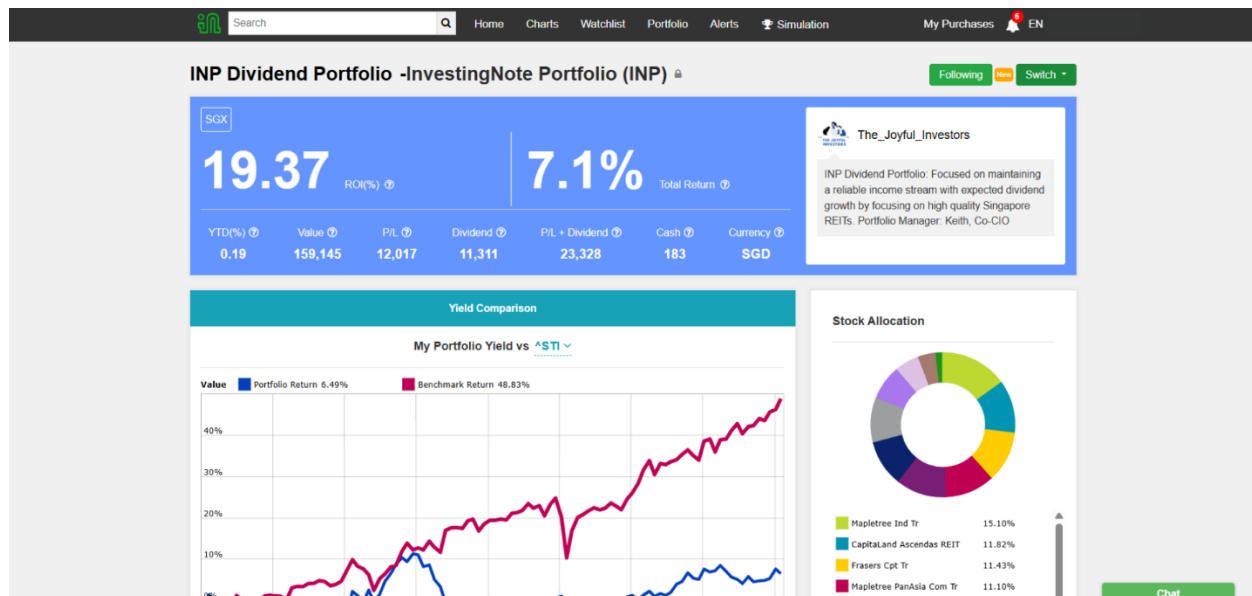 Search Home Charts Watchlist Portfolio Alerts Simulation My Purchases 5 EN
INP Dividend Portfolio -InvestingNote Portfolio (INP) Following New Switch
SGX
19.37 ROI(%) 7.1% Total Return
YTD(%) Value P/L Dividend P/L + Dividend Cash Currency
0.19 159,145 12,017 11,311 23,328 183 SGD
The_Joyful_Investors
INP Dividend Portfolio: Focused on maintaining
a reliable income stream with expected dividend
growth by focusing on high quality Singapore
REITs. Portfolio Manager: Keith, Co-CIO
Yield Comparison
My Portfolio Yield vs ^STI
Value Portfolio Return 6.49% Benchmark Return 48.83%
40%
30%
20%
10%
Stock Allocation
Mapletree Ind Tr 15.10%
CapitaLand Ascendas REIT 11.82%
Frasers Cpt Tr 11.43%
Mapletree PanAsia Com Tr 11.10%
Chat